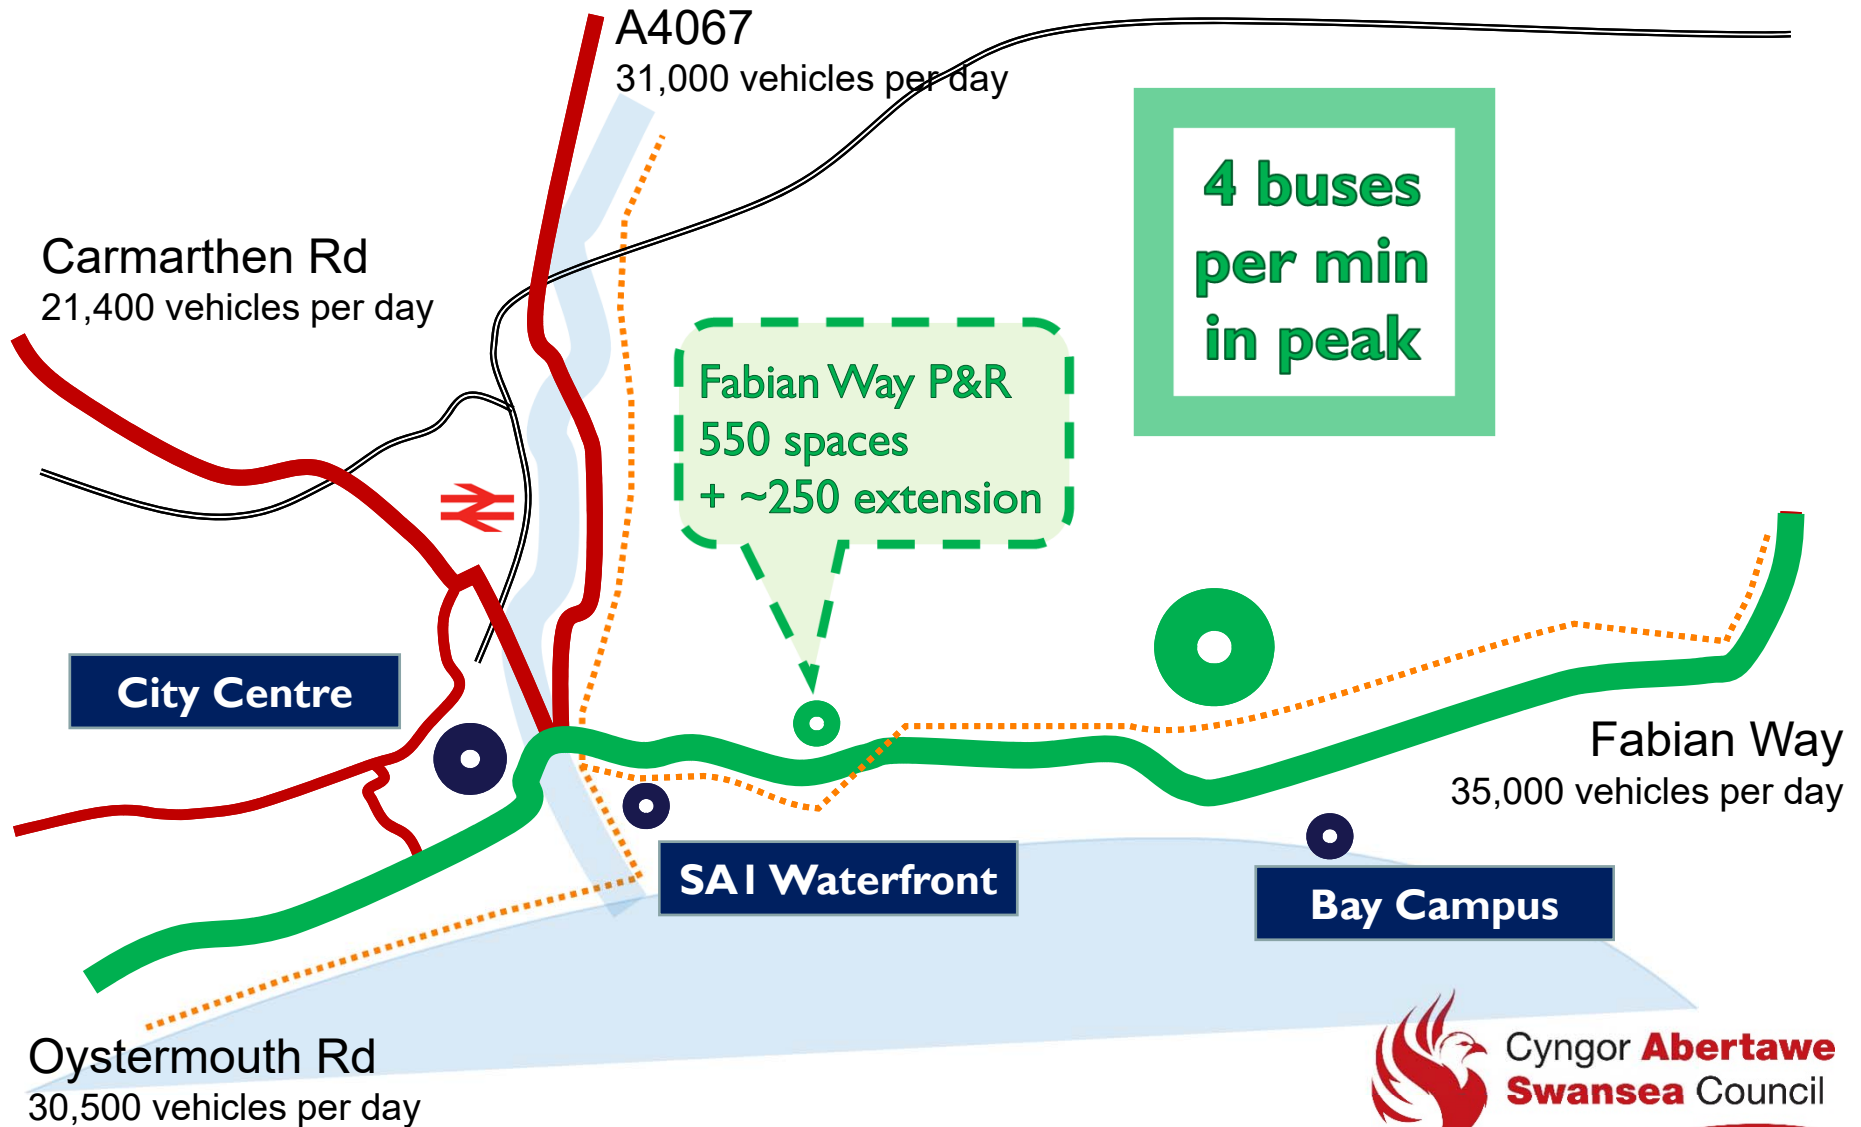 A4067
31,000 vehicles per day
4 buses
per min
in peak
Carmarthen Rd
21,400 vehicles per day
Fabian Way P&R
550 spaces
+ ~250 extension
City Centre
Fabian Way
35,000 vehicles per day
SA1 Waterfront
Bay Campus
Oystermouth Rd
30,500 vehicles per day
Cyngor Abertawe
Swansea Council